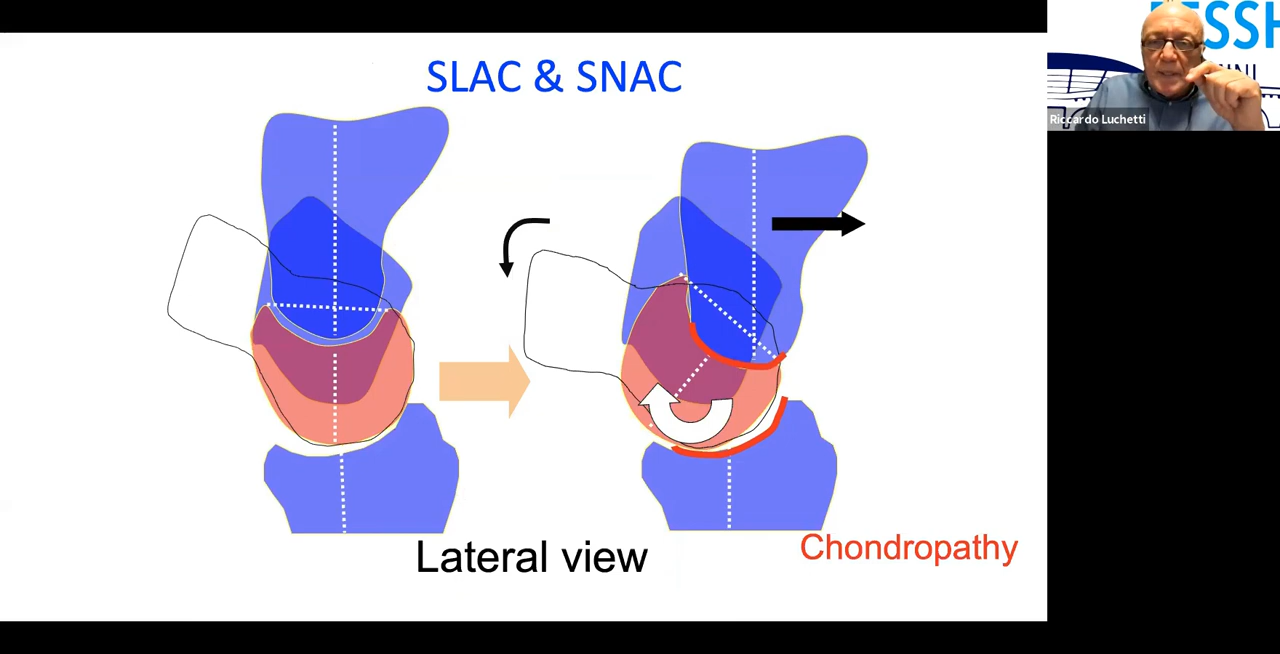 SLAC & SNAC
Lateral view
Chondropathy
Riccardo Luchetti